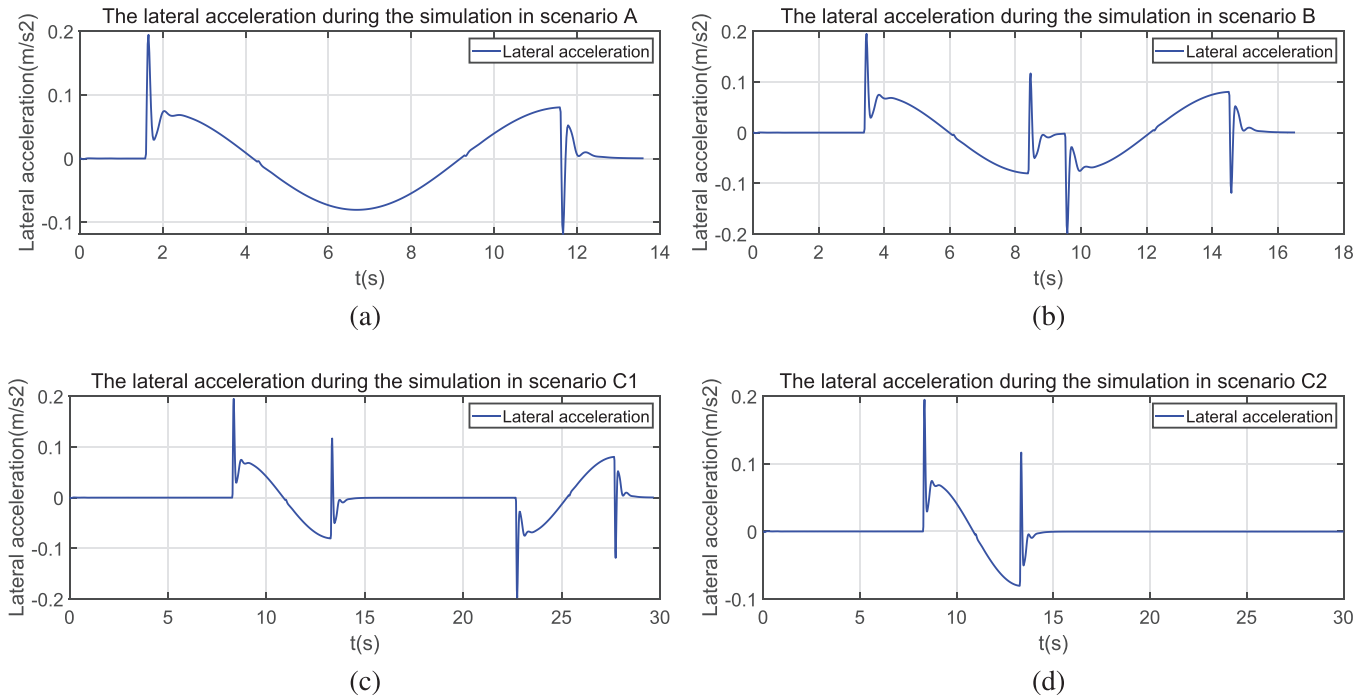 The lateral acceleration during the simulation in scenario A
Lateral acceleration(m/s2)
0.2
0.1
0
-0.1
Lateral acceleration
0 2 4 6 8 10 12 14
t(s)
(a)
The lateral acceleration during the simulation in scenario B
Lateral acceleration(m/s2)
0.2
0.1
0
-0.1
-0.2
Lateral acceleration
0 2 4 6 8 10 12 14 16 18
t(s)
(b)
The lateral acceleration during the simulation in scenario C1
Lateral acceleration(m/s2)
0.2
0.1
0
-0.1
-0.2
Lateral acceleration
0 5 10 15 20 25 30
t(s)
(c)
The lateral acceleration during the simulation in scenario C2
Lateral acceleration(m/s2)
0.2
0.1
0
-0.1
Lateral acceleration
0 5 10 15 20 25 30
t(s)
(d)